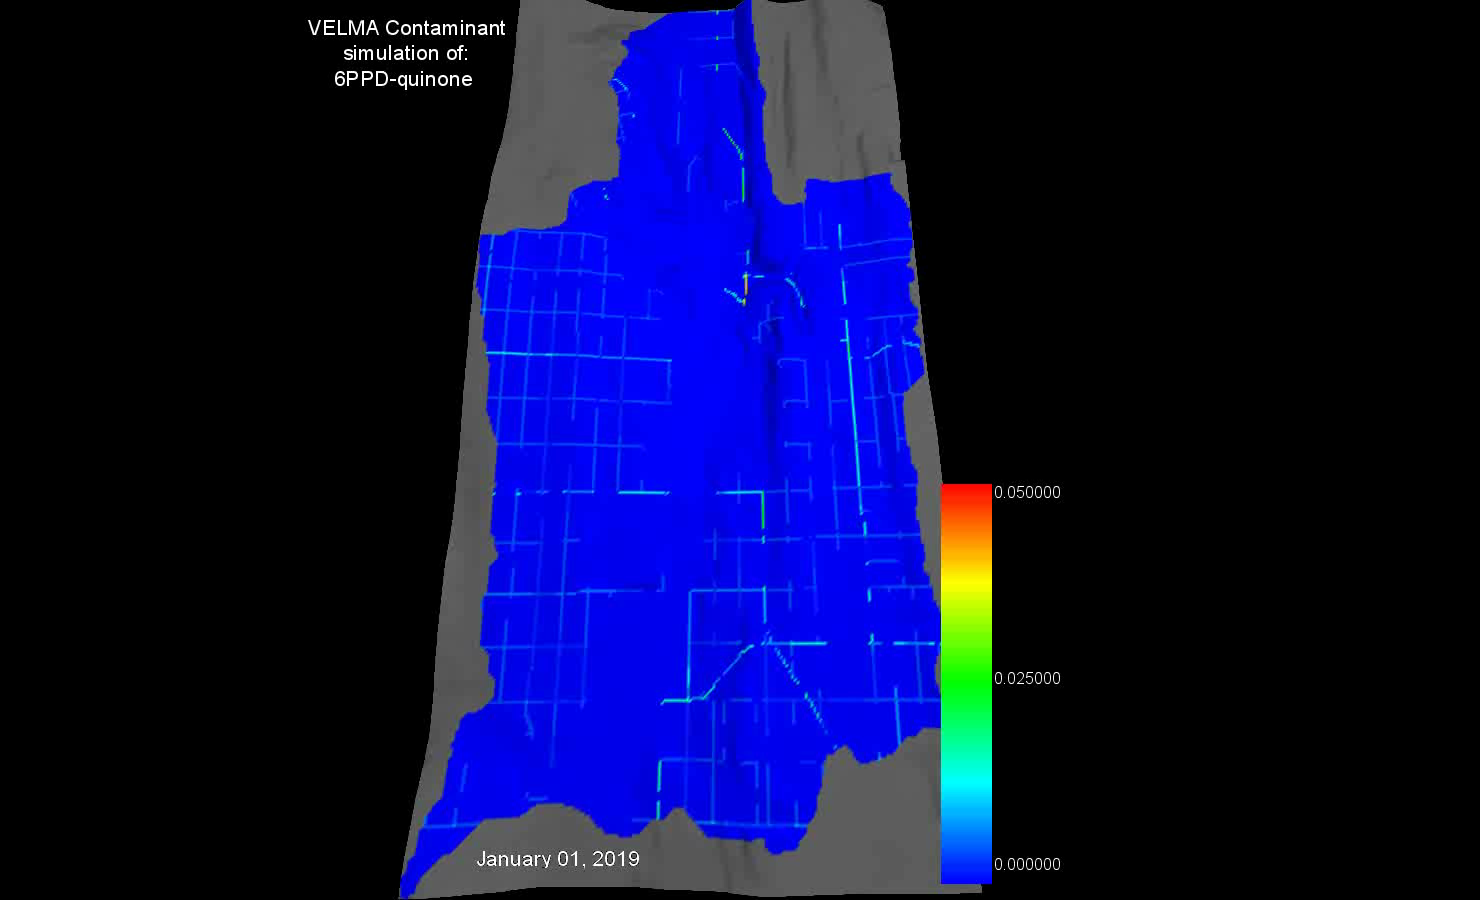 VELMA Contaminant
simulation of:
6PPD-quinone
0.050000
0.025000
0.000000
January 01, 2019